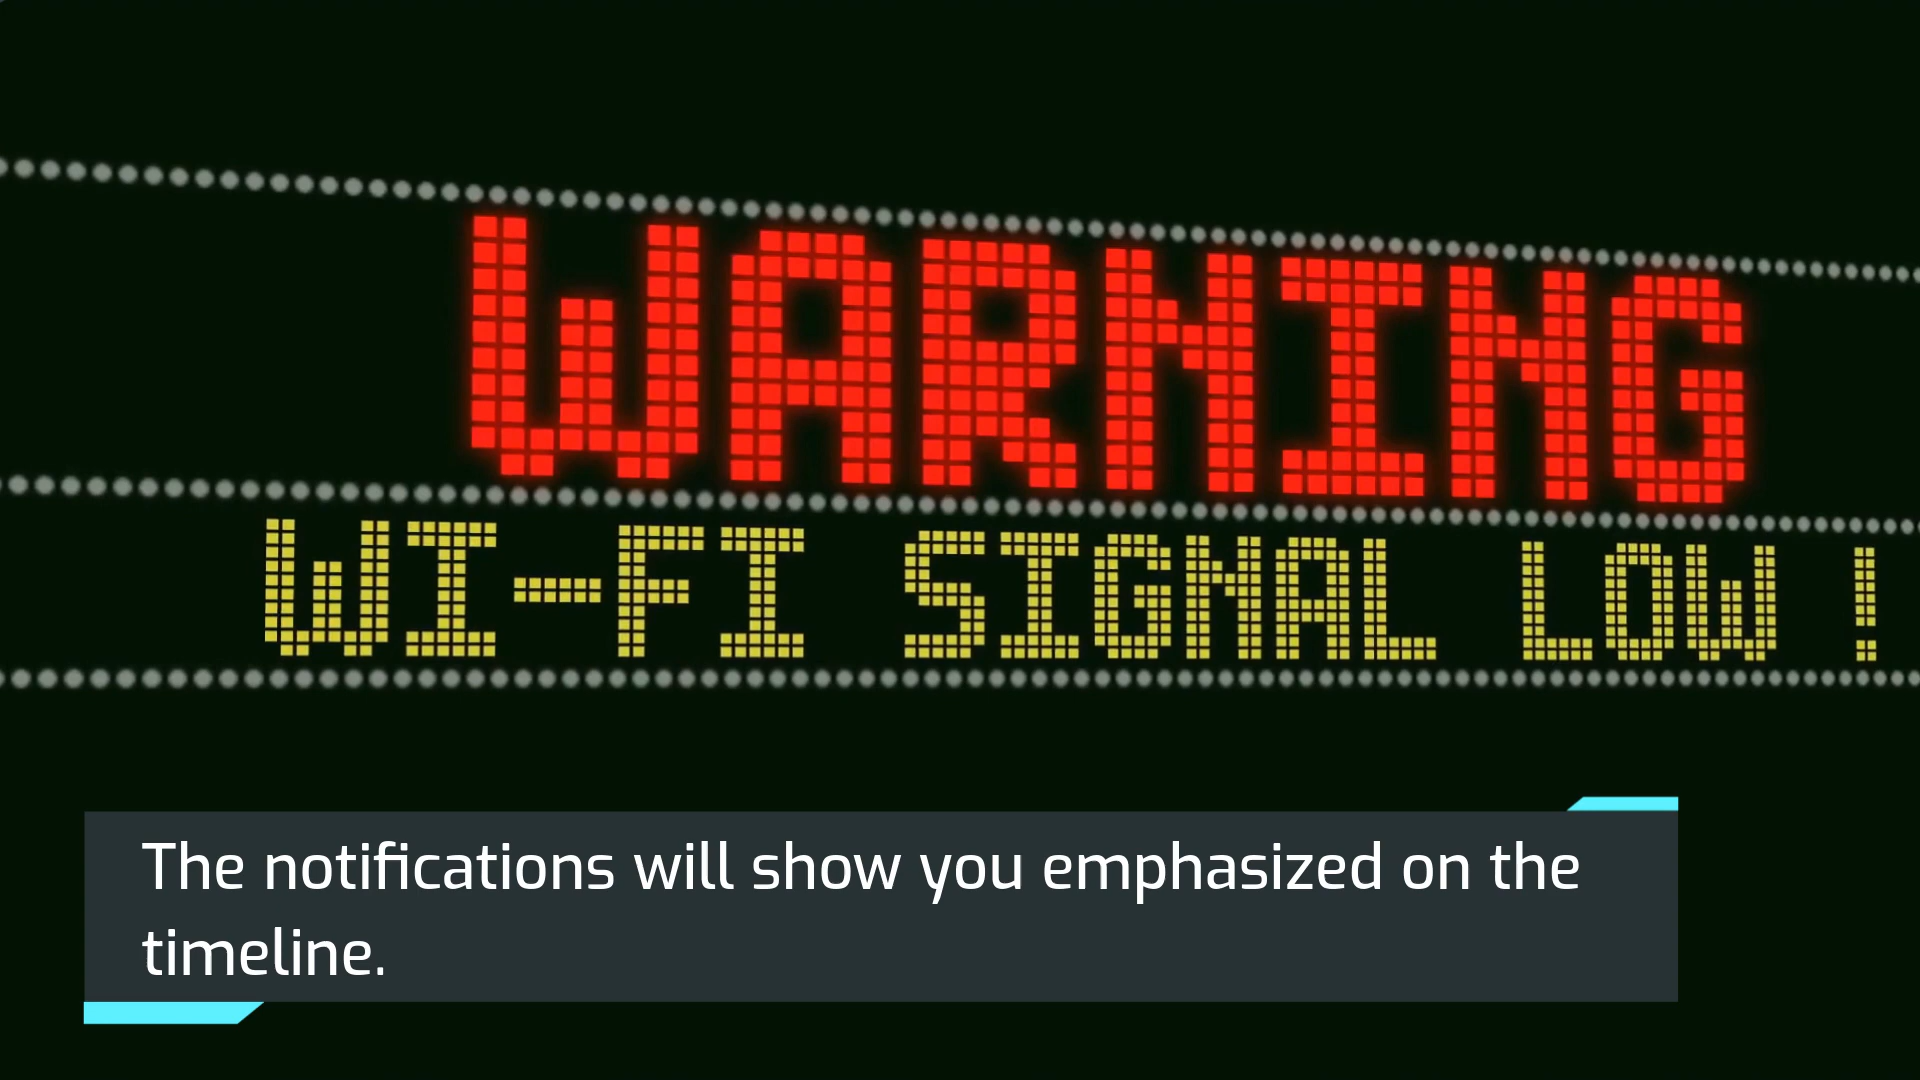 WARNING
WI-FI SIGNAL LOW !
The notifications will show you emphasized on the
timeline.